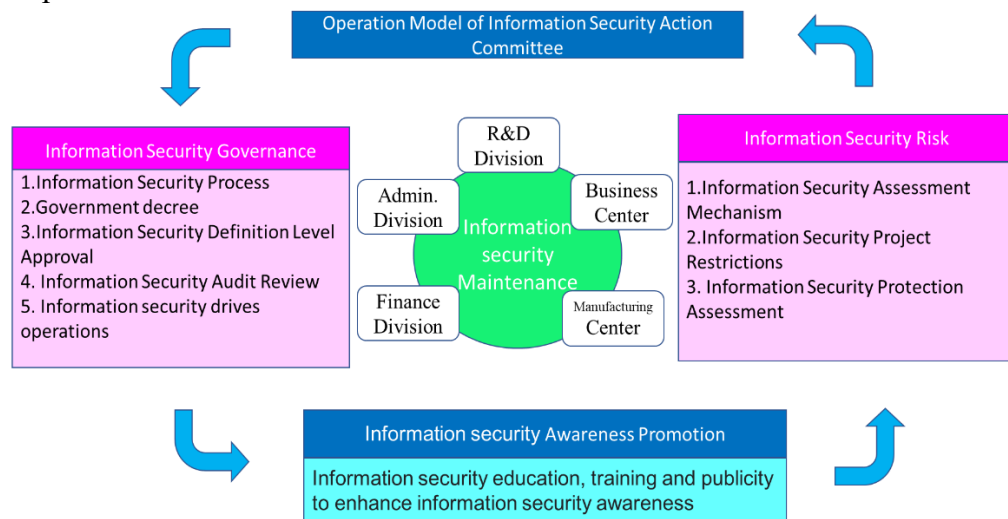 Operation Model of Information Security Action
Committee
Information Security Governance
1.Information Security Process
2.Government decree
3.Information Security Definition Level
Approval
4. Information Security Audit Review
5. Information security drives
operations
R&D
Division
Admin.
Division
Business
Center
Information
security
Maintenance
Finance
Division
Manufacturing
Center
Information Security Risk
1.Information Security Assessment
Mechanism
2.Information Security Project
Restrictions
3. Information Security Protection
Assessment
Information security Awareness Promotion
Information security education, training and publicity
to enhance information security awareness